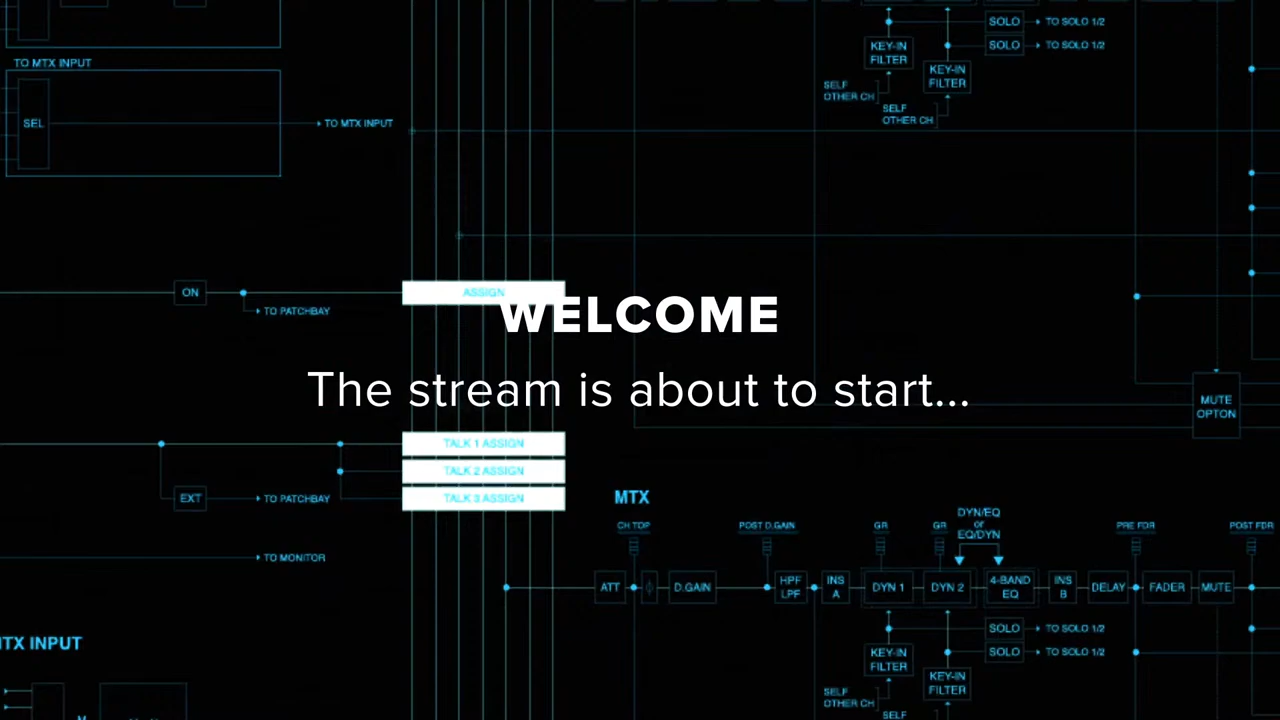 SOLO
TO SOLO 1/2
KEY-IN
FILTER
SOLO
TO SOLO 1/2
TO MTX INPUT
KEY-IN
FILTER
SELF
OTHER CH
SELF
OTHER CH
SEL
TO MTX INPUT
ON
ASSIGN
TO PATCHBAY
WELCOME
The stream is about to start...
MUTE
OPTON
TALK 1 ASSIGN
TALK 2 ASSIGN
TALK 3 ASSIGN
EXT
TO PATCHBAY
MTX
CH TOP
POST D.GAIN
GR
GR
DYN/EQ
or
EQ/DYN
PRE FDR
POST FDR
TO MONITOR
ATT
D.GAIN
HPF
LPF
INS
A
DYN 1
DYN 2
4-BAND
EQ
INS
B
DELAY
FADER
MUTE
SOLO
TO SOLO 1/2
TX INPUT
KEY-IN
FILTER
SOLO
TO SOLO 1/2
KEY-IN
FILTER
SELF
OTHER CH
SELF